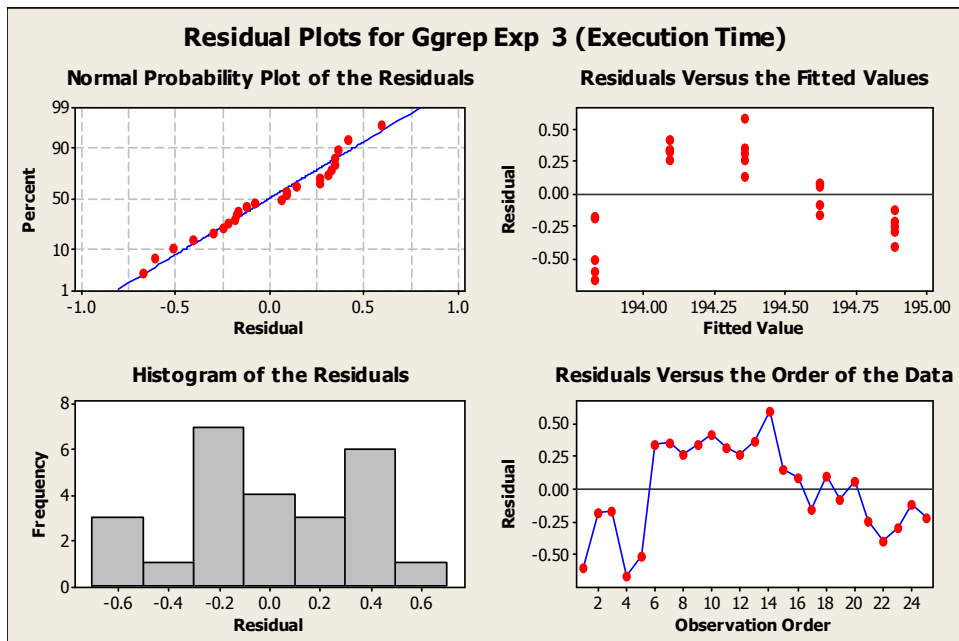 Residual Plots for Ggrep Exp 3 (Execution Time)
Normal Probability Plot of the Residuals
99
90
50
10
1
Percent
-1.0 -0.5 0.0 0.5 1.0
Residual
Residuals Versus the Fitted Values
0.50
0.25
0.00
-0.25
-0.50
Residual
194.00 194.25 194.50 194.75 195.00
Fitted Value
Histogram of the Residuals
8
6
4
2
0
Frequency
-0.6 -0.4 -0.2 0.0 0.2 0.4 0.6
Residual
Residuals Versus the Order of the Data
0.50
0.25
0.00
-0.25
-0.50
Residual
2 4 6 8 10 12 14 16 18 20 22 24
Observation Order